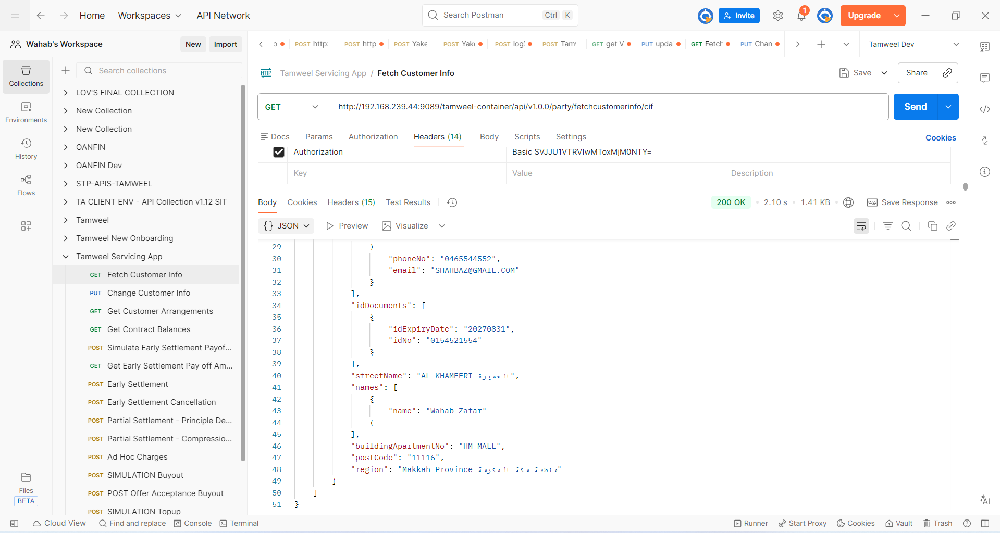 Home
Workspaces
API Network
Search Postman
Ctrl K
Invite
1
Upgrade
Wahab's Workspace
New
Import
POST http:
POST http
POST Yake
POST Yak
POST logi
POST Tam
GET get V
PUT upda
GET Fetch
PUT Chan
Tamweel Dev
Collections
Environments
History
Flows
Files
BETA
Search collections
LOV'S FINAL COLLECTION
New Collection
New Collection
OANFIN
OANFIN Dev
STP-APIS-TAMWEEL
TA CLIENT ENV - API Collection v1.12 SIT
Tamweel
Tamweel New Onboarding
Tamweel Servicing App
GET Fetch Customer Info
PUT Change Customer Info
GET Get Customer Arrangements
GET Get Contract Balances
POST Simulate Early Settlement Payof...
GET Get Early Settlement Pay off Am...
POST Early Settlement
POST Early Settlement Cancellation
POST Partial Settlement - Principle De...
POST Partial Settlement - Compressio...
POST Ad Hoc Charges
POST SIMULATION Buyout
POST POST Offer Acceptance Buyout
POST SIMULATION Topup
HTTP Tamweel Servicing App / Fetch Customer Info
Save
Share
GET http://192.168.239.44:9089/tamweel-container/api/v1.0.0/party/fetchcustomerinfo/cif
Send
Docs Params Authorization Headers (14) Body Scripts Settings
Cookies
Authorization Basic SVJJU1VTRVIwMToxMjM0NTY=
Key Value Description
Body Cookies Headers (15) Test Results
200 OK • 2.10 s • 1.41 KB • e.g. Save Response
{} JSON Preview Visualize
29 {
30 "phoneNo": "0465544552",
31 "email": "SHAHBAZ@GMAIL.COM"
32 }
33 ],
34 "idDocuments": [
35 {
36 "idExpiryDate": "20270831",
37 "idNo": "0154521554"
38 }
39 ],
40 "streetName": "AL KHAMEERI الخميرة",
41 "names": [
42 {
43 "name": "Wahab Zafar"
44 }
45 ],
46 "buildingApartmentNo": "HM MALL",
47 "postCode": "11116",
48 "region": "Makkah Province منطقة مكة المكرمة"
49 }
50 ]
51 }
AI
Cloud View
Find and replace
Console
Terminal
Runner
Start Proxy
Cookies
Vault
Trash